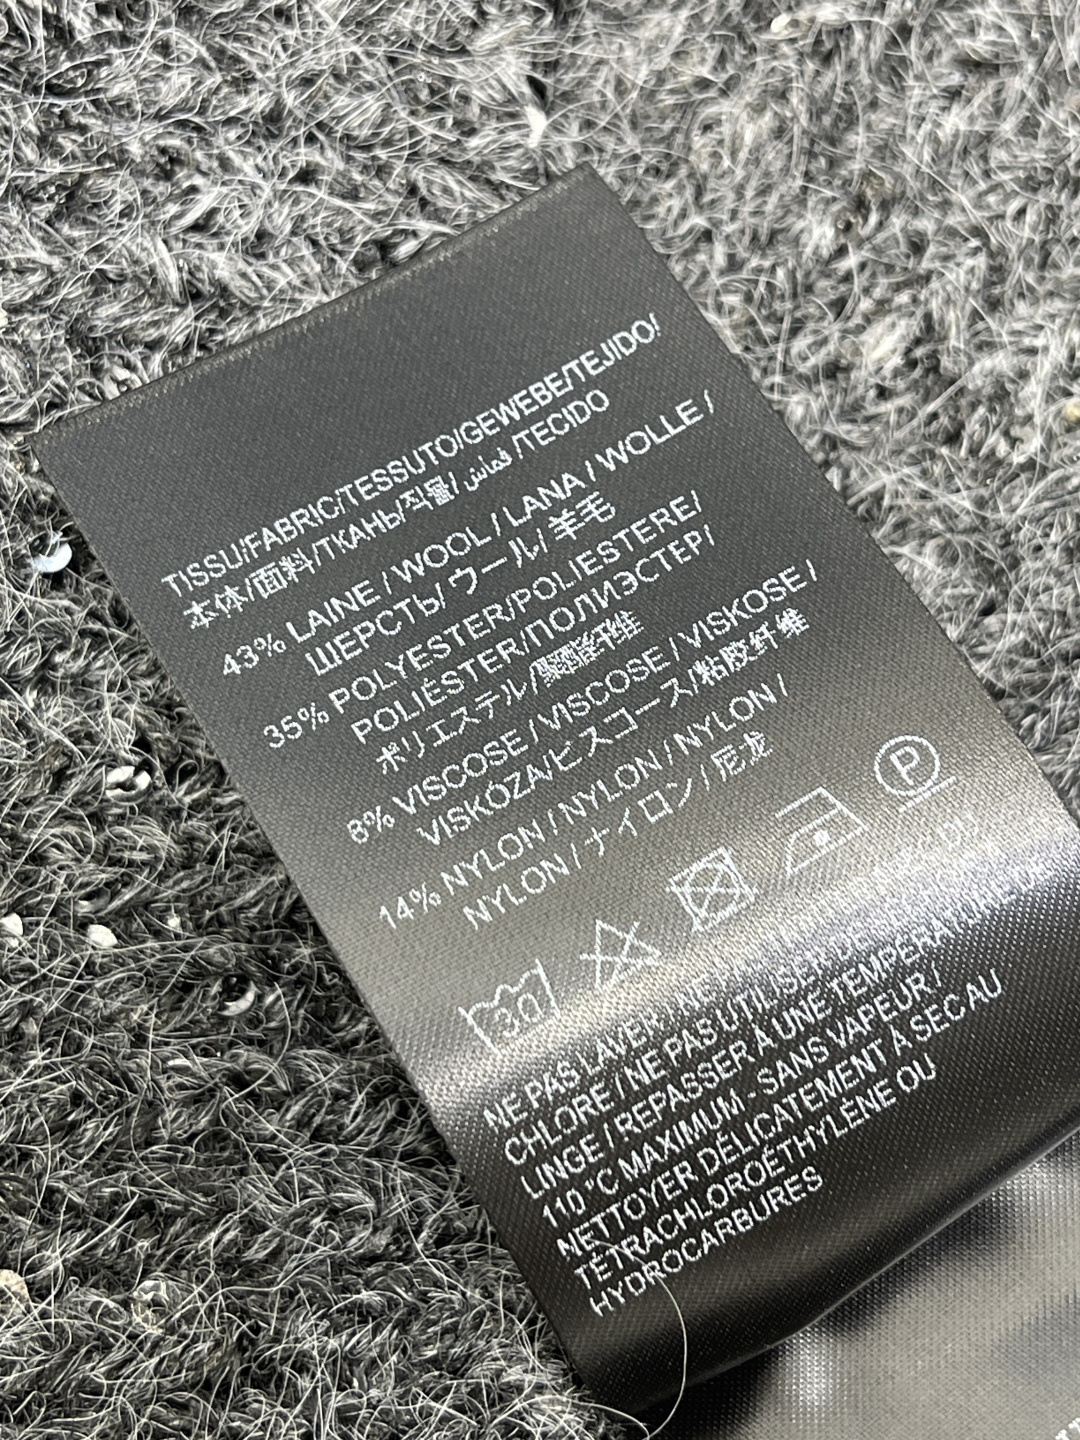 TISSU/FABRIC/TESSUTO/GEWEBE/TEJIDO/
本体/面料/ТКАНЬ/직물/ قماش /TECIDO
43% LAINE / WOOL / LANA / WOLLE /
ШЕРСТЬ/ ウール/ 羊毛
35% POLYESTER/POLIESTERE/
POLIÉSTER/ПОЛИЭСТЕР/
ポリエステル/聚酯纤维
8% VISCOSE / VISCOSE / VISKOSE /
VISKÓZA/ビスコース/粘胶纤维
14% NYLON / NYLON / NYLON /
NYLON / ナイロン / 尼龙
P
30
NE PAS LAVER
CHLORE / NE PAS UTILISER DE
LINGE / REPASSER À UNE TEMPÉRATURE
110 °C MAXIMUM - SANS VAPEUR /
NETTOYER DÉLICATEMENT À SEC AU
TÉTRACHLOROÉTHYLÈNE OU
HYDROCARBURES